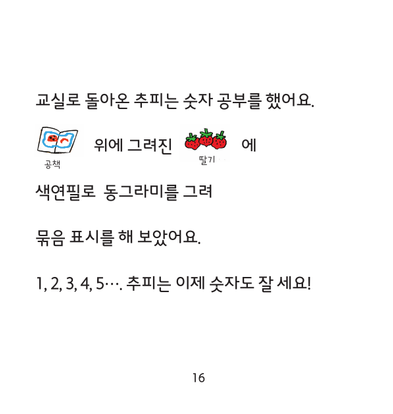 교실로 돌아온 추피는 숫자 공부를 했어요.
위에 그려진 에
공책 딸기
색연필로 동그라미를 그려
묶음 표시를 해 보았어요.
1, 2, 3, 4, 5…. 추피는 이제 숫자도 잘 세요!
16